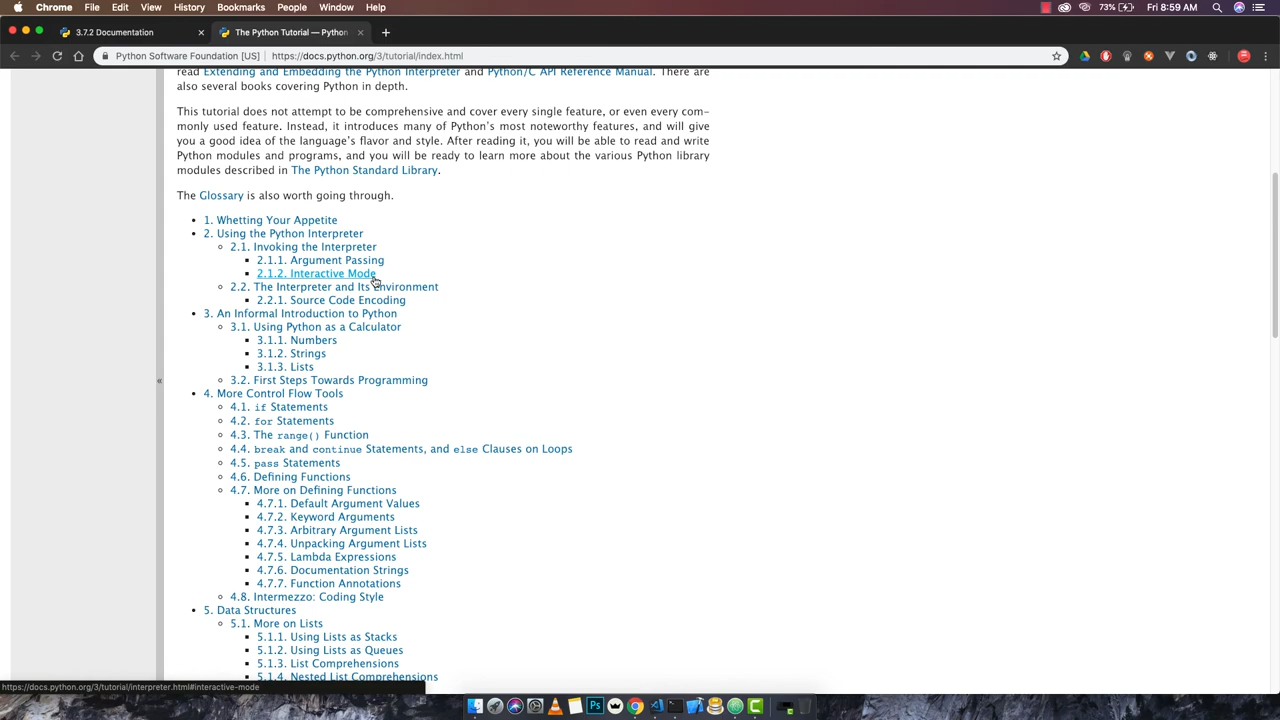 Chrome File Edit View History Bookmarks People Window Help 73% Fri 8:59 AM
3.7.2 Documentation The Python Tutorial — Python
Python Software Foundation [US] https://docs.python.org/3/tutorial/index.html
read Extending and Embedding the Python Interpreter and Python/C API Reference Manual. There are
also several books covering Python in depth.
This tutorial does not attempt to be comprehensive and cover every single feature, or even every com-
monly used feature. Instead, it introduces many of Python's most noteworthy features, and will give
you a good idea of the language's flavor and style. After reading it, you will be able to read and write
Python modules and programs, and you will be ready to learn more about the various Python library
modules described in The Python Standard Library.
The Glossary is also worth going through.
1. Whetting Your Appetite
2. Using the Python Interpreter
2.1. Invoking the Interpreter
2.1.1. Argument Passing
2.1.2. Interactive Mode
2.2. The Interpreter and Its Environment
2.2.1. Source Code Encoding
3. An Informal Introduction to Python
3.1. Using Python as a Calculator
3.1.1. Numbers
3.1.2. Strings
3.1.3. Lists
«
3.2. First Steps Towards Programming
4. More Control Flow Tools
4.1. if Statements
4.2. for Statements
4.3. The range() Function
4.4. break and continue Statements, and else Clauses on Loops
4.5. pass Statements
4.6. Defining Functions
4.7. More on Defining Functions
4.7.1. Default Argument Values
4.7.2. Keyword Arguments
4.7.3. Arbitrary Argument Lists
4.7.4. Unpacking Argument Lists
4.7.5. Lambda Expressions
4.7.6. Documentation Strings
4.7.7. Function Annotations
4.8. Intermezzo: Coding Style
5. Data Structures
5.1. More on Lists
5.1.1. Using Lists as Stacks
5.1.2. Using Lists as Queues
5.1.3. List Comprehensions
5.1.4. Nested List Comprehensions
https://docs.python.org/3/tutorial/interpreter.html#interactive-mode
Ps